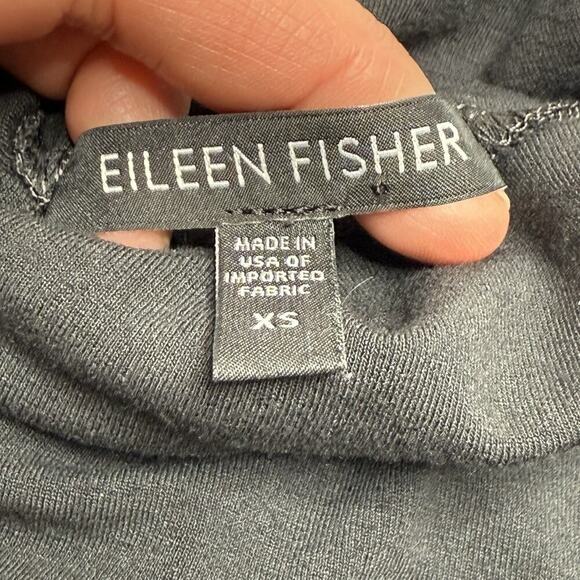 EILEEN FISHER
MADE IN
USA OF
IMPORTED
FABRIC
XS